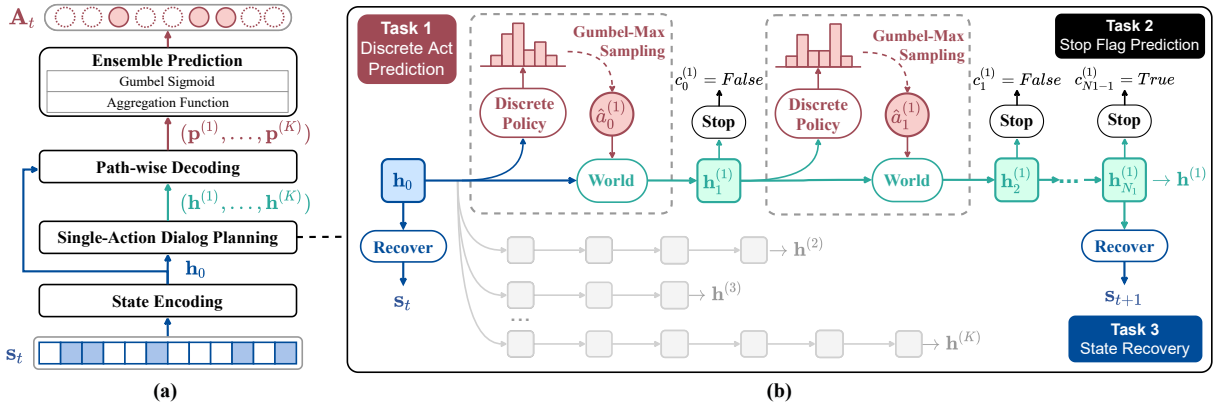 A_t
Ensemble Prediction
Gumbel Sigmoid
Aggregation Function
(p^(1), ..., p^(K))
Path-wise Decoding
(h^(1), ..., h^(K))
Single-Action Dialog Planning
h_0
State Encoding
s_t
(a)
Task 1
Discrete Act
Prediction
Gumbel-Max
Sampling
Discrete
Policy
â_0^(1)
World
c_0^(1) = False
Stop
h_0
h_1^(1)
Recover
s_t
Gumbel-Max
Sampling
Discrete
Policy
â_1^(1)
World
Task 2
Stop Flag Prediction
c_1^(1) = False
c_{N1-1}^(1) = True
Stop
Stop
h_2^(1)
...
h_{N_1}^(1)
h^(1)
Recover
s_{t+1}
h^(2)
h^(3)
...
h^(K)
Task 3
State Recovery
(b)